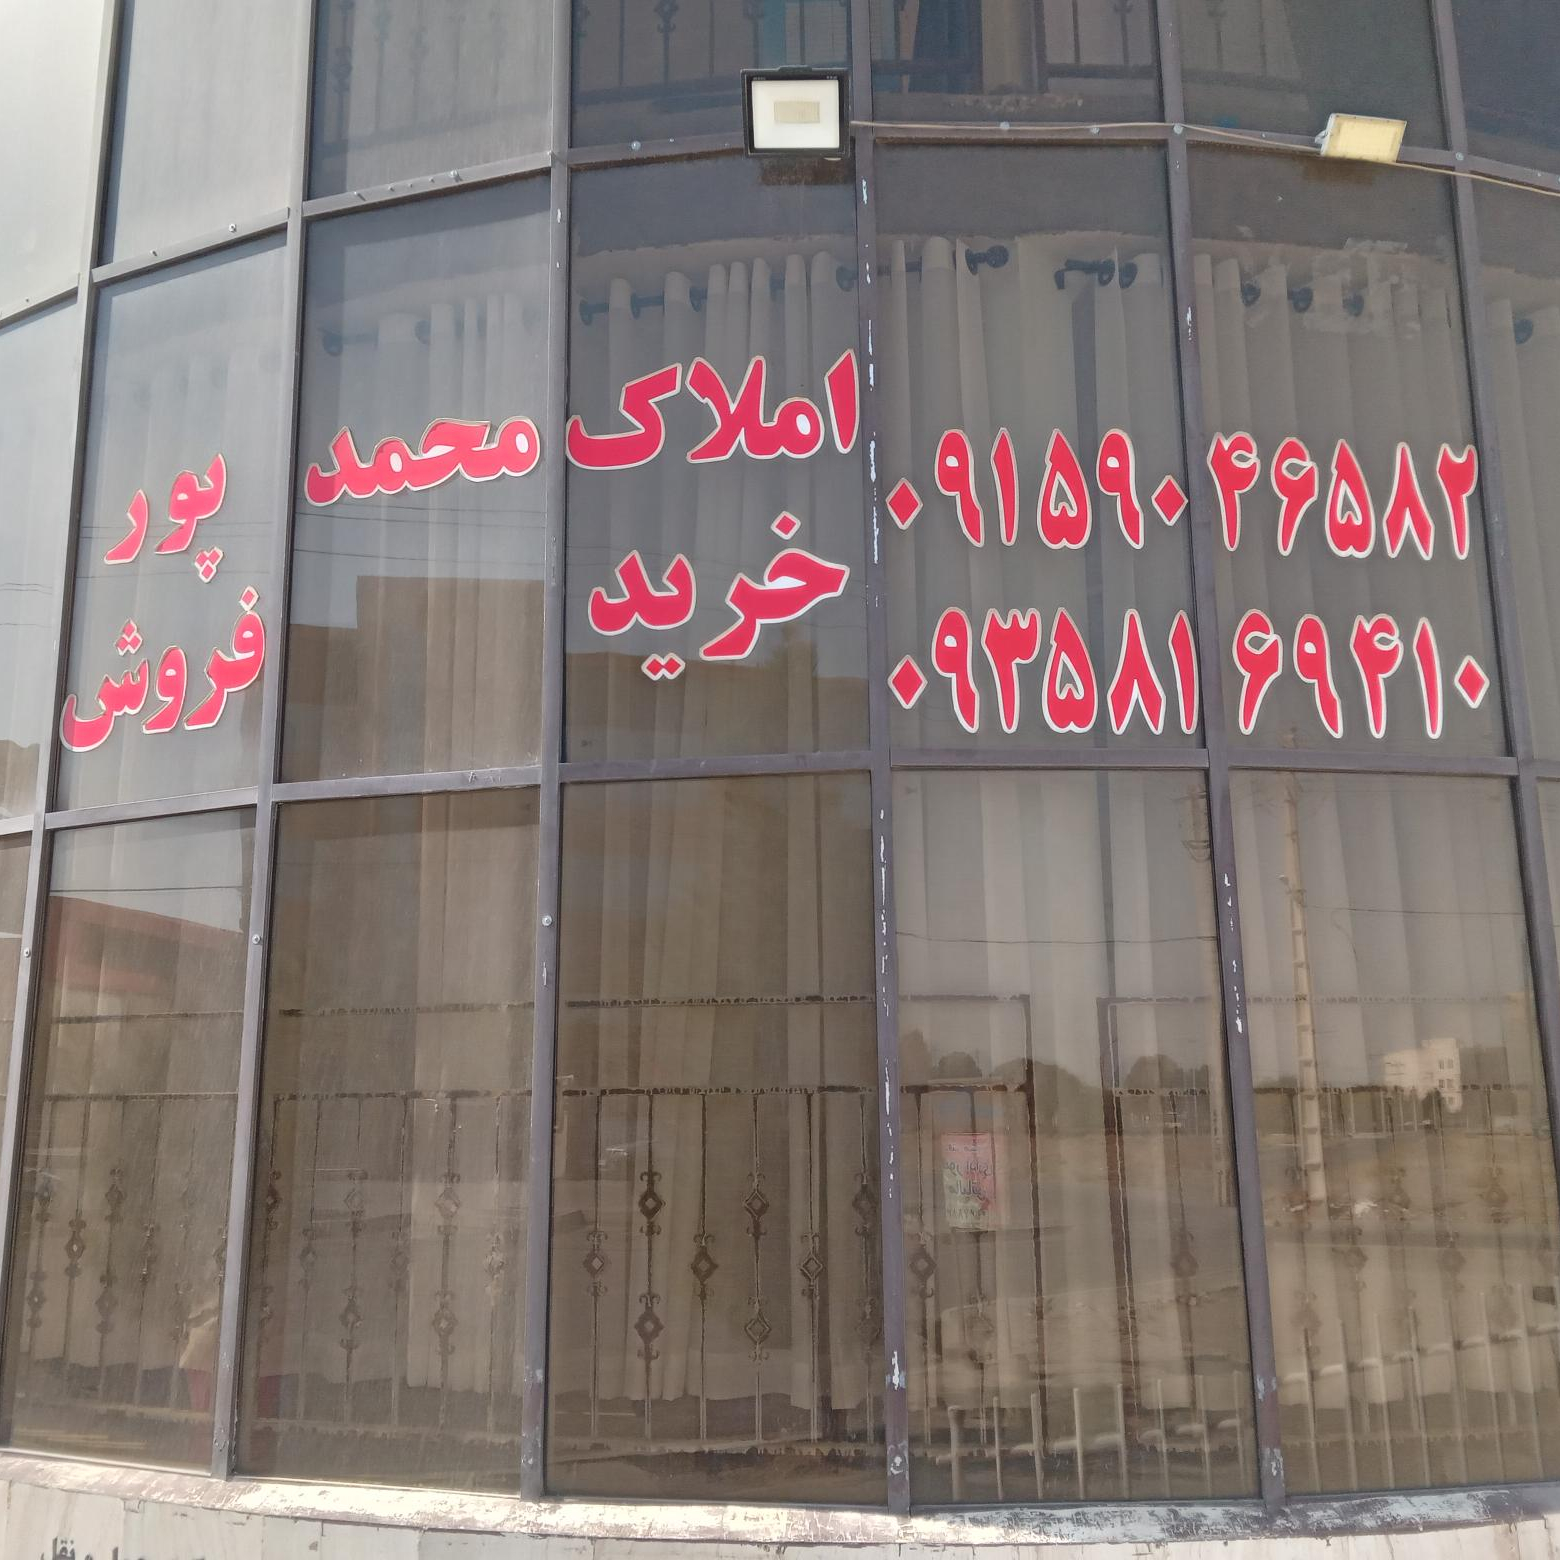 املاک محمد پور
خرید فروش
۰۹۱۵۹۰۴۶۵۸۲
۰۹۳۵۸۱۶۹۴۱۰